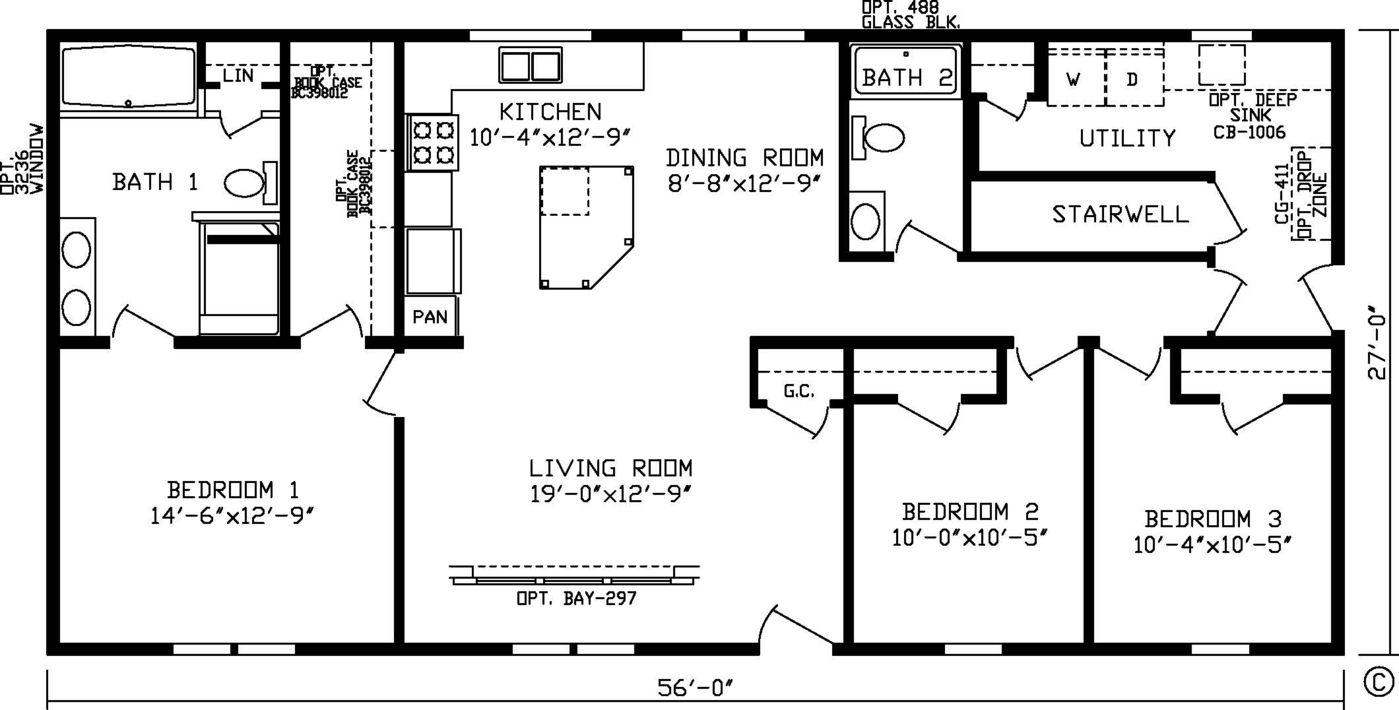 OPT. 488
GLASS BLK.
LIN
OPT.
BOOK CASE
BC398012
OPT.
3236
WINDOW
BATH 1
OPT.
BOOK CASE
BC398012
KITCHEN
10'-4"x12'-9"
DINING ROOM
8'-8"x12'-9"
BATH 2
W
D
OPT. DEEP
SINK
CB-1006
UTILITY
STAIRWELL
CG-411
OPT. DROP
ZONE
PAN
G.C.
27'-0"
BEDROOM 1
14'-6"x12'-9"
LIVING ROOM
19'-0"x12'-9"
BEDROOM 2
10'-0"x10'-5"
BEDROOM 3
10'-4"x10'-5"
OPT. BAY-297
56'-0"
©